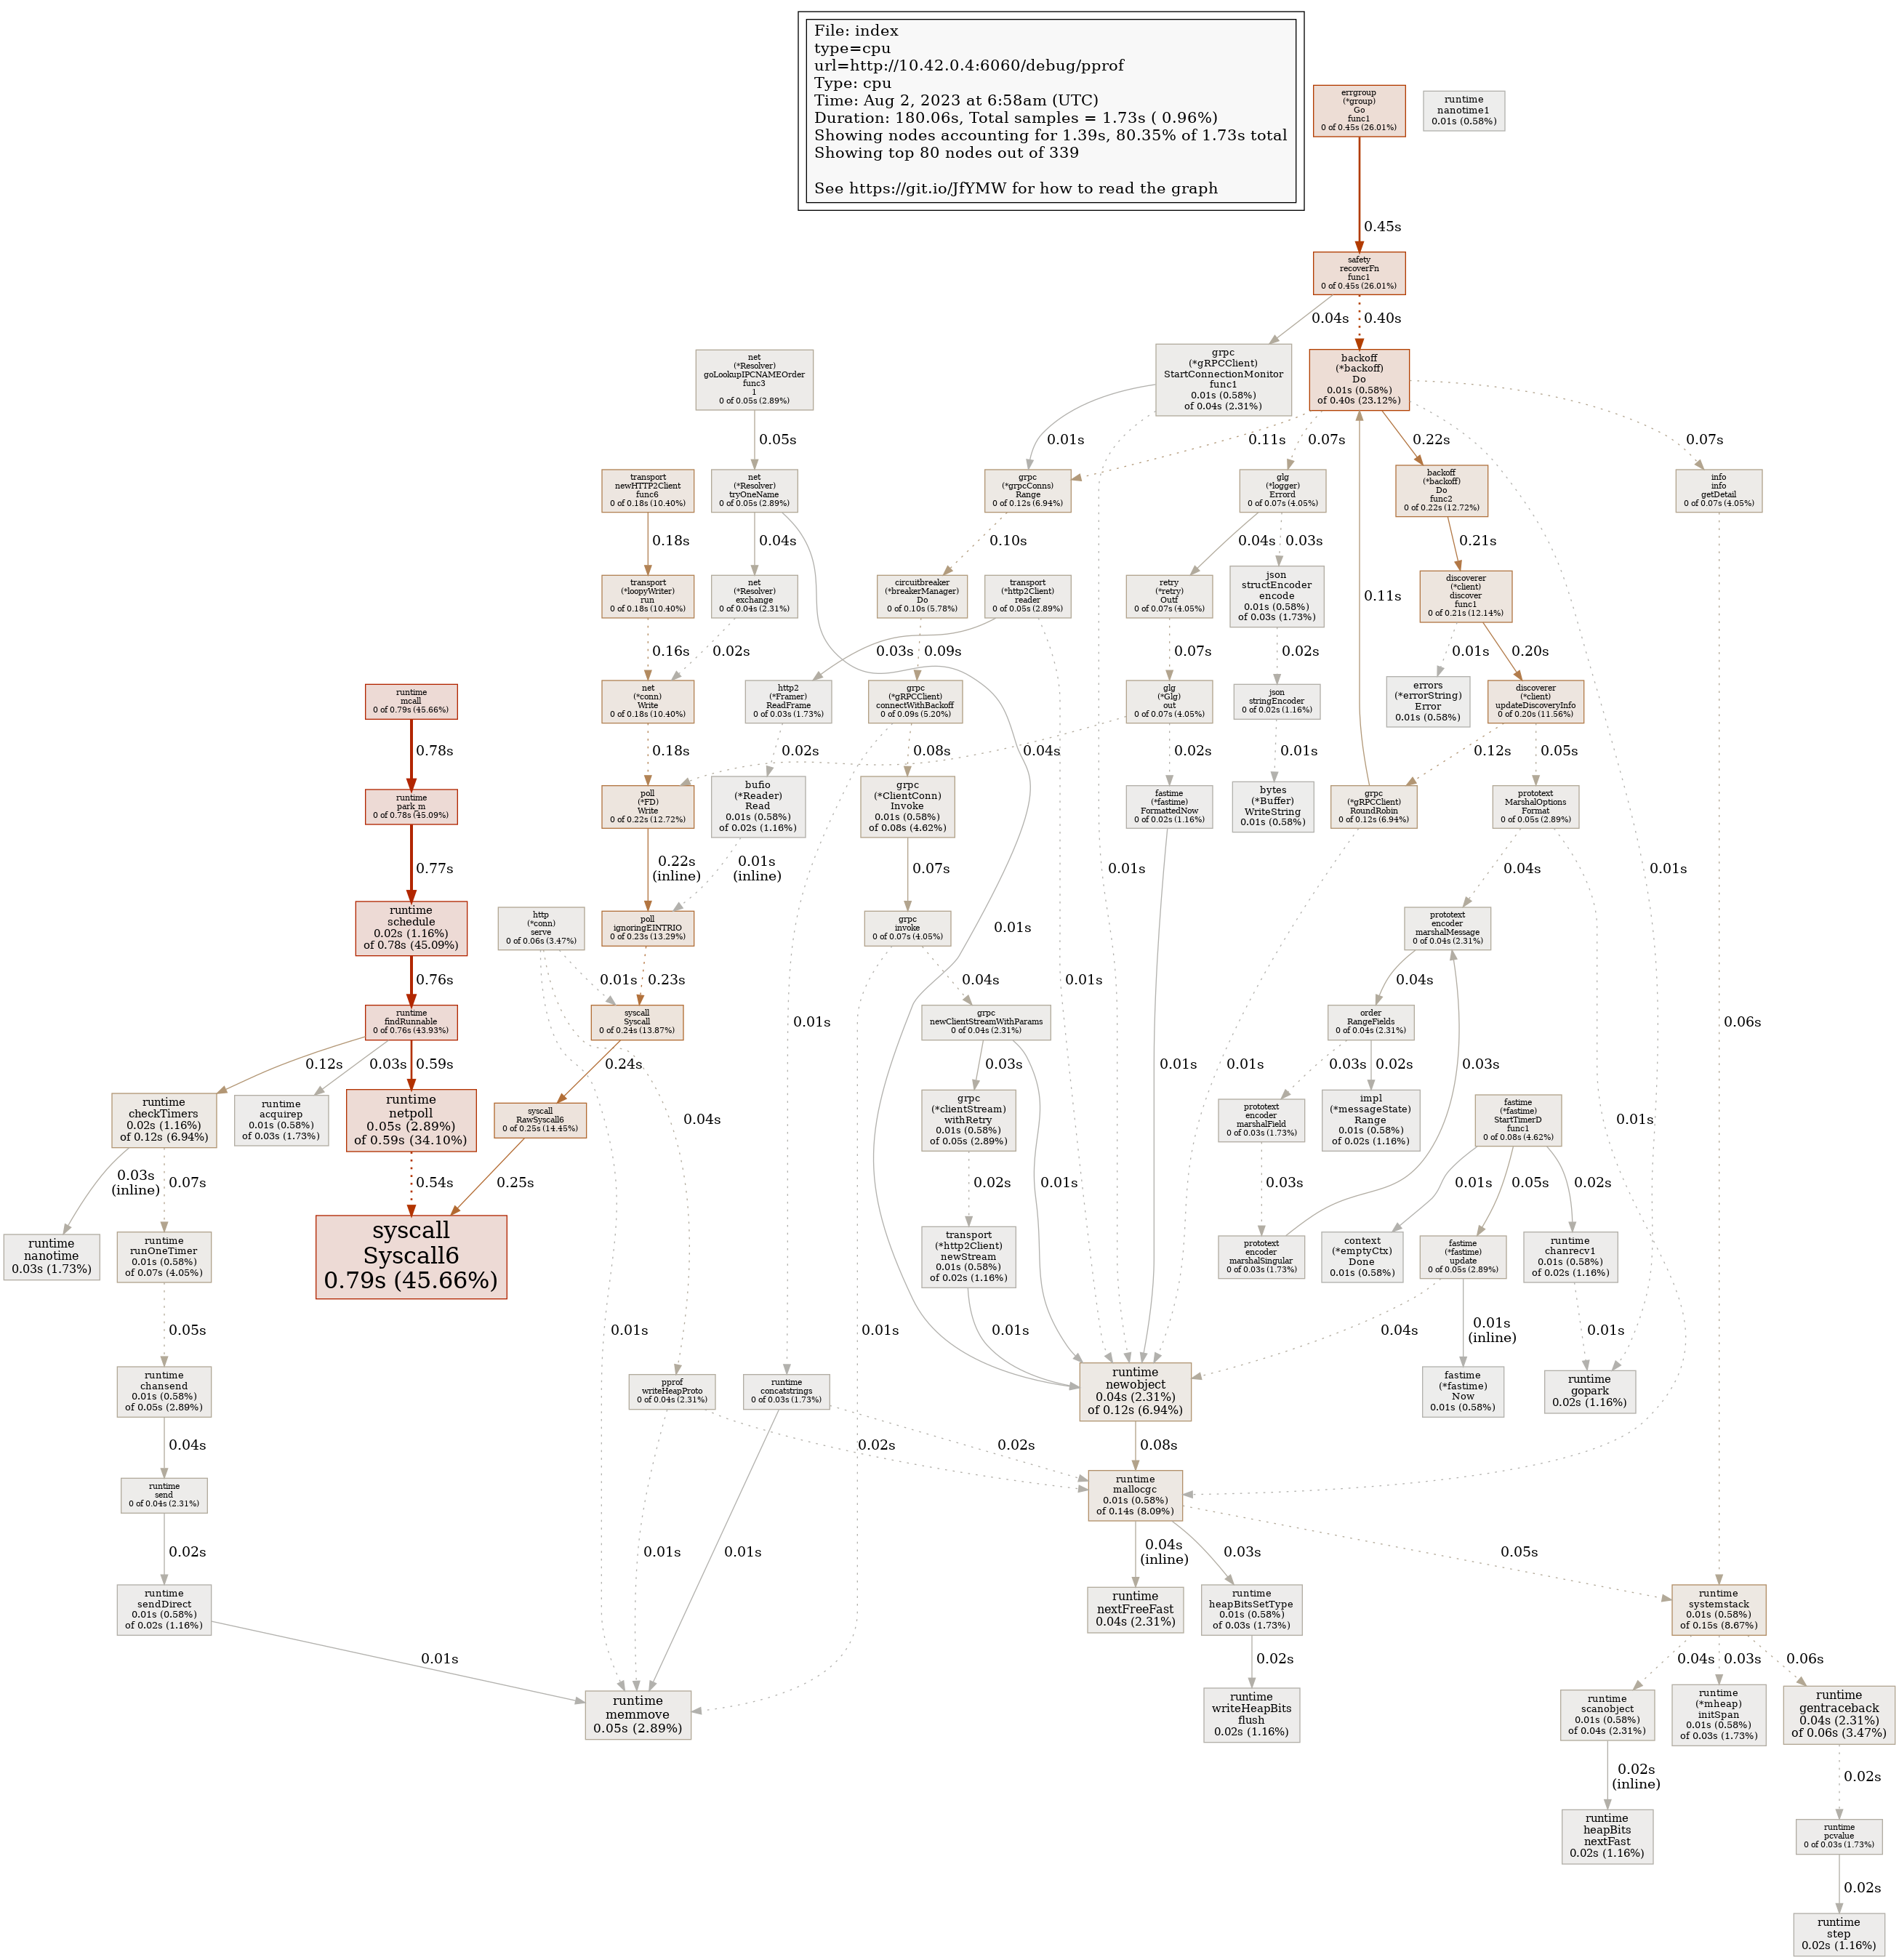 File: index
type=cpu
url=http://10.42.0.4:6060/debug/pprof
Type: cpu
Time: Aug 2, 2023 at 6:58am (UTC)
Duration: 180.06s, Total samples = 1.73s ( 0.96%)
Showing nodes accounting for 1.39s, 80.35% of 1.73s total
Showing top 80 nodes out of 339
See https://git.io/JfYMW for how to read the graph
errgroup
(*group)
Go
func1
0 of 0.45s (26.01%)
runtime
nanotime1
0.01s (0.58%)
0.45s
safety
recoverFn
func1
0 of 0.45s (26.01%)
0.04s
0.40s
net
(*Resolver)
goLookupIPCNAMEOrder
func3
1
0 of 0.05s (2.89%)
grpc
(*gRPCClient)
StartConnectionMonitor
func1
0.01s (0.58%)
of 0.04s (2.31%)
backoff
(*backoff)
Do
0.01s (0.58%)
of 0.40s (23.12%)
0.05s
0.01s
0.11s
0.07s
0.22s
0.07s
transport
newHTTP2Client
func6
0 of 0.18s (10.40%)
net
(*Resolver)
tryOneName
0 of 0.05s (2.89%)
grpc
(*grpcConns)
Range
0 of 0.12s (6.94%)
glg
(*logger)
Errord
0 of 0.07s (4.05%)
backoff
(*backoff)
Do
func2
0 of 0.22s (12.72%)
info
info
getDetail
0 of 0.07s (4.05%)
0.18s
0.04s
0.10s
0.04s
0.03s
0.21s
transport
(*loopyWriter)
run
0 of 0.18s (10.40%)
net
(*Resolver)
exchange
0 of 0.04s (2.31%)
circuitbreaker
(*breakerManager)
Do
0 of 0.10s (5.78%)
transport
(*http2Client)
reader
0 of 0.05s (2.89%)
retry
(*retry)
Outf
0 of 0.07s (4.05%)
json
structEncoder
encode
0.01s (0.58%)
of 0.03s (1.73%)
0.11s
discoverer
(*client)
discover
func1
0 of 0.21s (12.14%)
0.16s
0.02s
0.03s
0.09s
0.07s
0.02s
0.01s
0.20s
runtime
mcall
0 of 0.79s (45.66%)
net
(*conn)
Write
0 of 0.18s (10.40%)
http2
(*Framer)
ReadFrame
0 of 0.03s (1.73%)
grpc
(*gRPCClient)
connectWithBackoff
0 of 0.09s (5.20%)
glg
(*Glg)
out
0 of 0.07s (4.05%)
json
stringEncoder
0 of 0.02s (1.16%)
errors
(*errorString)
Error
0.01s (0.58%)
discoverer
(*client)
updateDiscoveryInfo
0 of 0.20s (11.56%)
0.78s
0.18s
0.02s
0.08s
0.04s
0.02s
0.01s
0.12s
0.05s
runtime
park_m
0 of 0.78s (45.09%)
poll
(*FD)
Write
0 of 0.22s (12.72%)
bufio
(*Reader)
Read
0.01s (0.58%)
of 0.02s (1.16%)
grpc
(*ClientConn)
Invoke
0.01s (0.58%)
of 0.08s (4.62%)
fastime
(*fastime)
FormattedNow
0 of 0.02s (1.16%)
bytes
(*Buffer)
WriteString
0.01s (0.58%)
grpc
(*gRPCClient)
RoundRobin
0 of 0.12s (6.94%)
prototext
MarshalOptions
Format
0 of 0.05s (2.89%)
0.77s
0.22s
(inline)
0.01s
(inline)
0.07s
0.01s
0.04s
0.01s
runtime
schedule
0.02s (1.16%)
of 0.78s (45.09%)
http
(*conn)
serve
0 of 0.06s (3.47%)
poll
ignoringEINTRIO
0 of 0.23s (13.29%)
grpc
invoke
0 of 0.07s (4.05%)
0.01s
prototext
encoder
marshalMessage
0 of 0.04s (2.31%)
0.76s
0.01s
0.23s
0.04s
0.01s
0.04s
runtime
findRunnable
0 of 0.76s (43.93%)
syscall
Syscall
0 of 0.24s (13.87%)
0.01s
grpc
newClientStreamWithParams
0 of 0.04s (2.31%)
order
RangeFields
0 of 0.04s (2.31%)
0.06s
0.12s
0.03s
0.59s
0.24s
0.03s
0.01s
0.01s
0.03s
0.02s
0.03s
runtime
checkTimers
0.02s (1.16%)
of 0.12s (6.94%)
runtime
acquirep
0.01s (0.58%)
of 0.03s (1.73%)
runtime
netpoll
0.05s (2.89%)
of 0.59s (34.10%)
syscall
RawSyscall6
0 of 0.25s (14.45%)
0.04s
grpc
(*clientStream)
withRetry
0.01s (0.58%)
of 0.05s (2.89%)
prototext
encoder
marshalField
0 of 0.03s (1.73%)
impl
(*messageState)
Range
0.01s (0.58%)
of 0.02s (1.16%)
fastime
(*fastime)
StartTimerD
func1
0 of 0.08s (4.62%)
0.01s
0.03s
(inline)
0.07s
0.54s
0.25s
0.02s
0.01s
0.03s
0.01s
0.05s
0.02s
runtime
nanotime
0.03s (1.73%)
runtime
runOneTimer
0.01s (0.58%)
of 0.07s (4.05%)
syscall
Syscall6
0.79s (45.66%)
transport
(*http2Client)
newStream
0.01s (0.58%)
of 0.02s (1.16%)
prototext
encoder
marshalSingular
0 of 0.03s (1.73%)
context
(*emptyCtx)
Done
0.01s (0.58%)
fastime
(*fastime)
update
0 of 0.05s (2.89%)
runtime
chanrecv1
0.01s (0.58%)
of 0.02s (1.16%)
0.05s
0.01s
0.01s
0.01s
0.04s
0.01s
(inline)
0.01s
runtime
chansend
0.01s (0.58%)
of 0.05s (2.89%)
pprof
writeHeapProto
0 of 0.04s (2.31%)
runtime
concatstrings
0 of 0.03s (1.73%)
runtime
newobject
0.04s (2.31%)
of 0.12s (6.94%)
fastime
(*fastime)
Now
0.01s (0.58%)
runtime
gopark
0.02s (1.16%)
0.04s
0.02s
0.02s
0.08s
runtime
send
0 of 0.04s (2.31%)
runtime
mallocgc
0.01s (0.58%)
of 0.14s (8.09%)
0.02s
0.01s
0.01s
0.04s
(inline)
0.03s
0.05s
runtime
sendDirect
0.01s (0.58%)
of 0.02s (1.16%)
runtime
nextFreeFast
0.04s (2.31%)
runtime
heapBitsSetType
0.01s (0.58%)
of 0.03s (1.73%)
runtime
systemstack
0.01s (0.58%)
of 0.15s (8.67%)
0.01s
0.02s
0.04s
0.03s
0.06s
runtime
memmove
0.05s (2.89%)
runtime
writeHeapBits
flush
0.02s (1.16%)
runtime
scanobject
0.01s (0.58%)
of 0.04s (2.31%)
runtime
(*mheap)
initSpan
0.01s (0.58%)
of 0.03s (1.73%)
runtime
gentraceback
0.04s (2.31%)
of 0.06s (3.47%)
0.02s
(inline)
0.02s
runtime
heapBits
nextFast
0.02s (1.16%)
runtime
pcvalue
0 of 0.03s (1.73%)
0.02s
runtime
step
0.02s (1.16%)